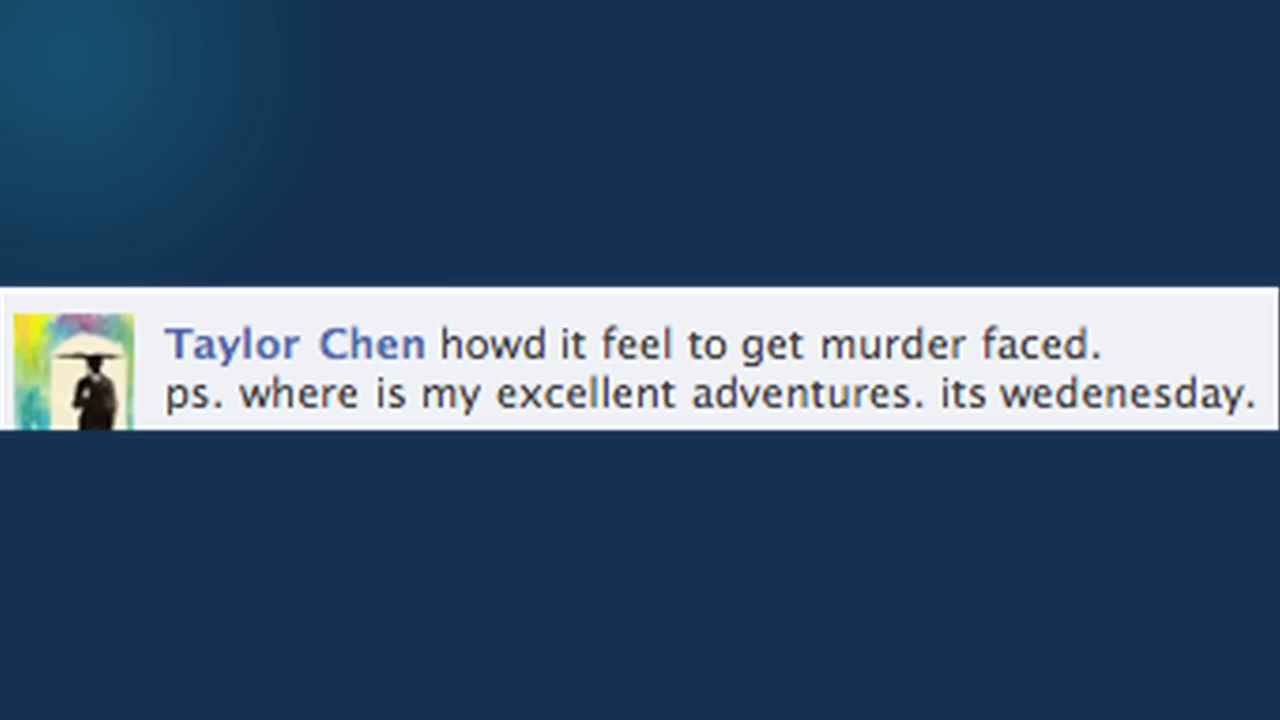 Taylor Chen howd it feel to get murder faced.
ps. where is my excellent adventures. its wedenesday.